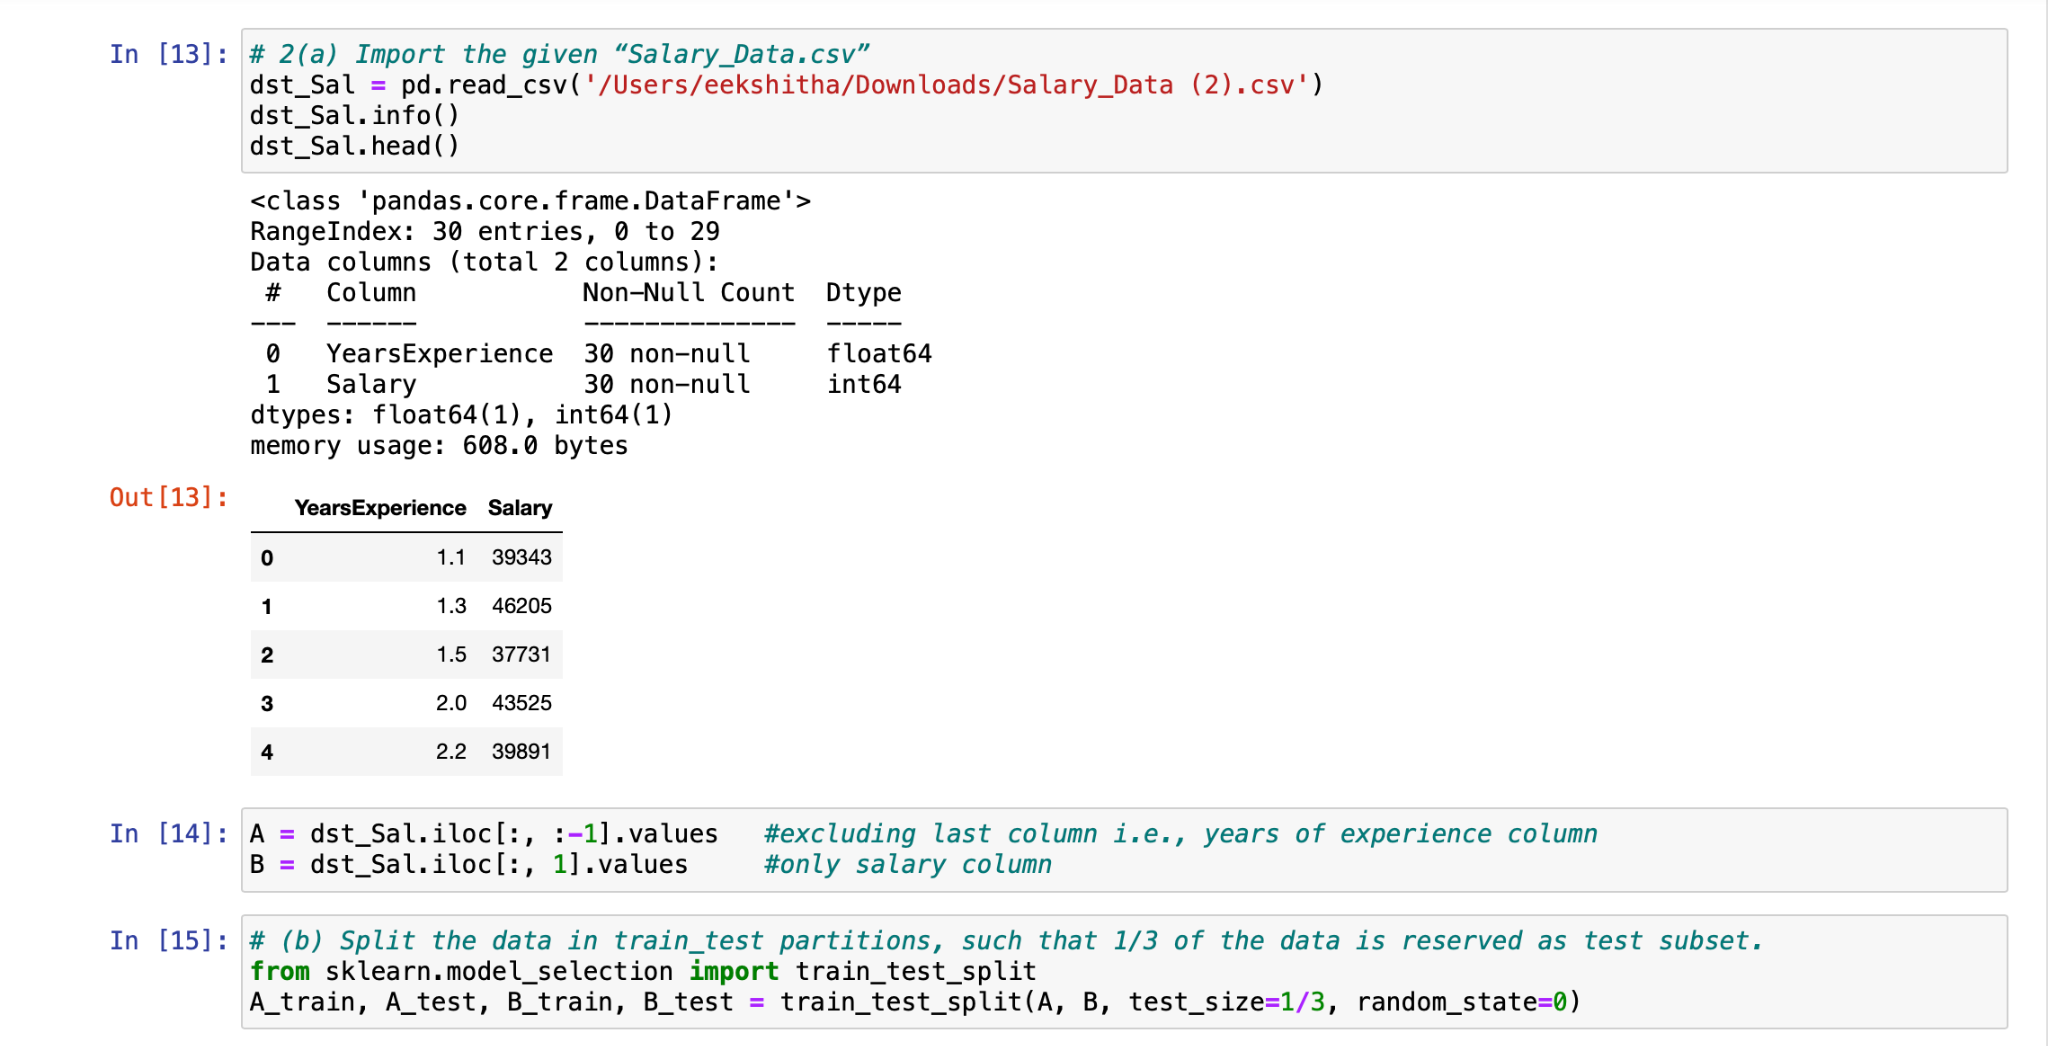 In [13]: # 2(a) Import the given “Salary_Data.csv”
dst_Sal = pd.read_csv('/Users/eekshitha/Downloads/Salary_Data (2).csv')
dst_Sal.info()
dst_Sal.head()
<class 'pandas.core.frame.DataFrame'>
RangeIndex: 30 entries, 0 to 29
Data columns (total 2 columns):
 #   Column           Non-Null Count  Dtype
---  ------           --------------  -----
 0   YearsExperience  30 non-null     float64
 1   Salary           30 non-null     int64
dtypes: float64(1), int64(1)
memory usage: 608.0 bytes
Out[13]:
YearsExperience Salary
0 1.1 39343
1 1.3 46205
2 1.5 37731
3 2.0 43525
4 2.2 39891
In [14]: A = dst_Sal.iloc[:, :-1].values   #excluding last column i.e., years of experience column
B = dst_Sal.iloc[:, 1].values     #only salary column
In [15]: # (b) Split the data in train_test partitions, such that 1/3 of the data is reserved as test subset.
from sklearn.model_selection import train_test_split
A_train, A_test, B_train, B_test = train_test_split(A, B, test_size=1/3, random_state=0)